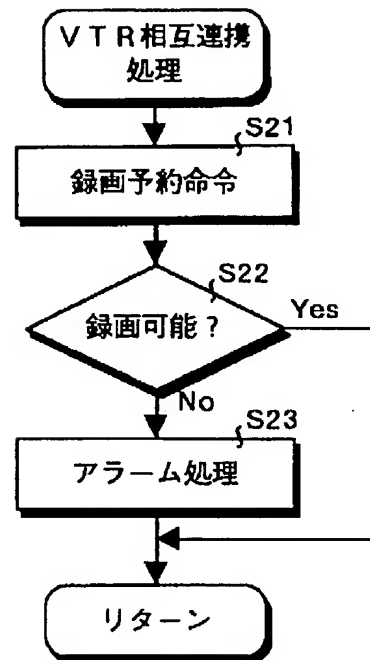 VTR相互連携
処理
S21
録画予約命令
S22
録画可能?
Yes
No
S23
アラーム処理
リターン